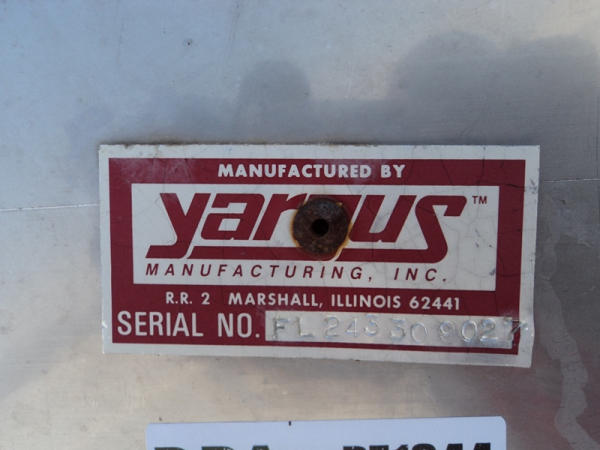 MANUFACTURED BY
yargus™
MANUFACTURING, INC.
R.R. 2 MARSHALL, ILLINOIS 62441
SERIAL NO.